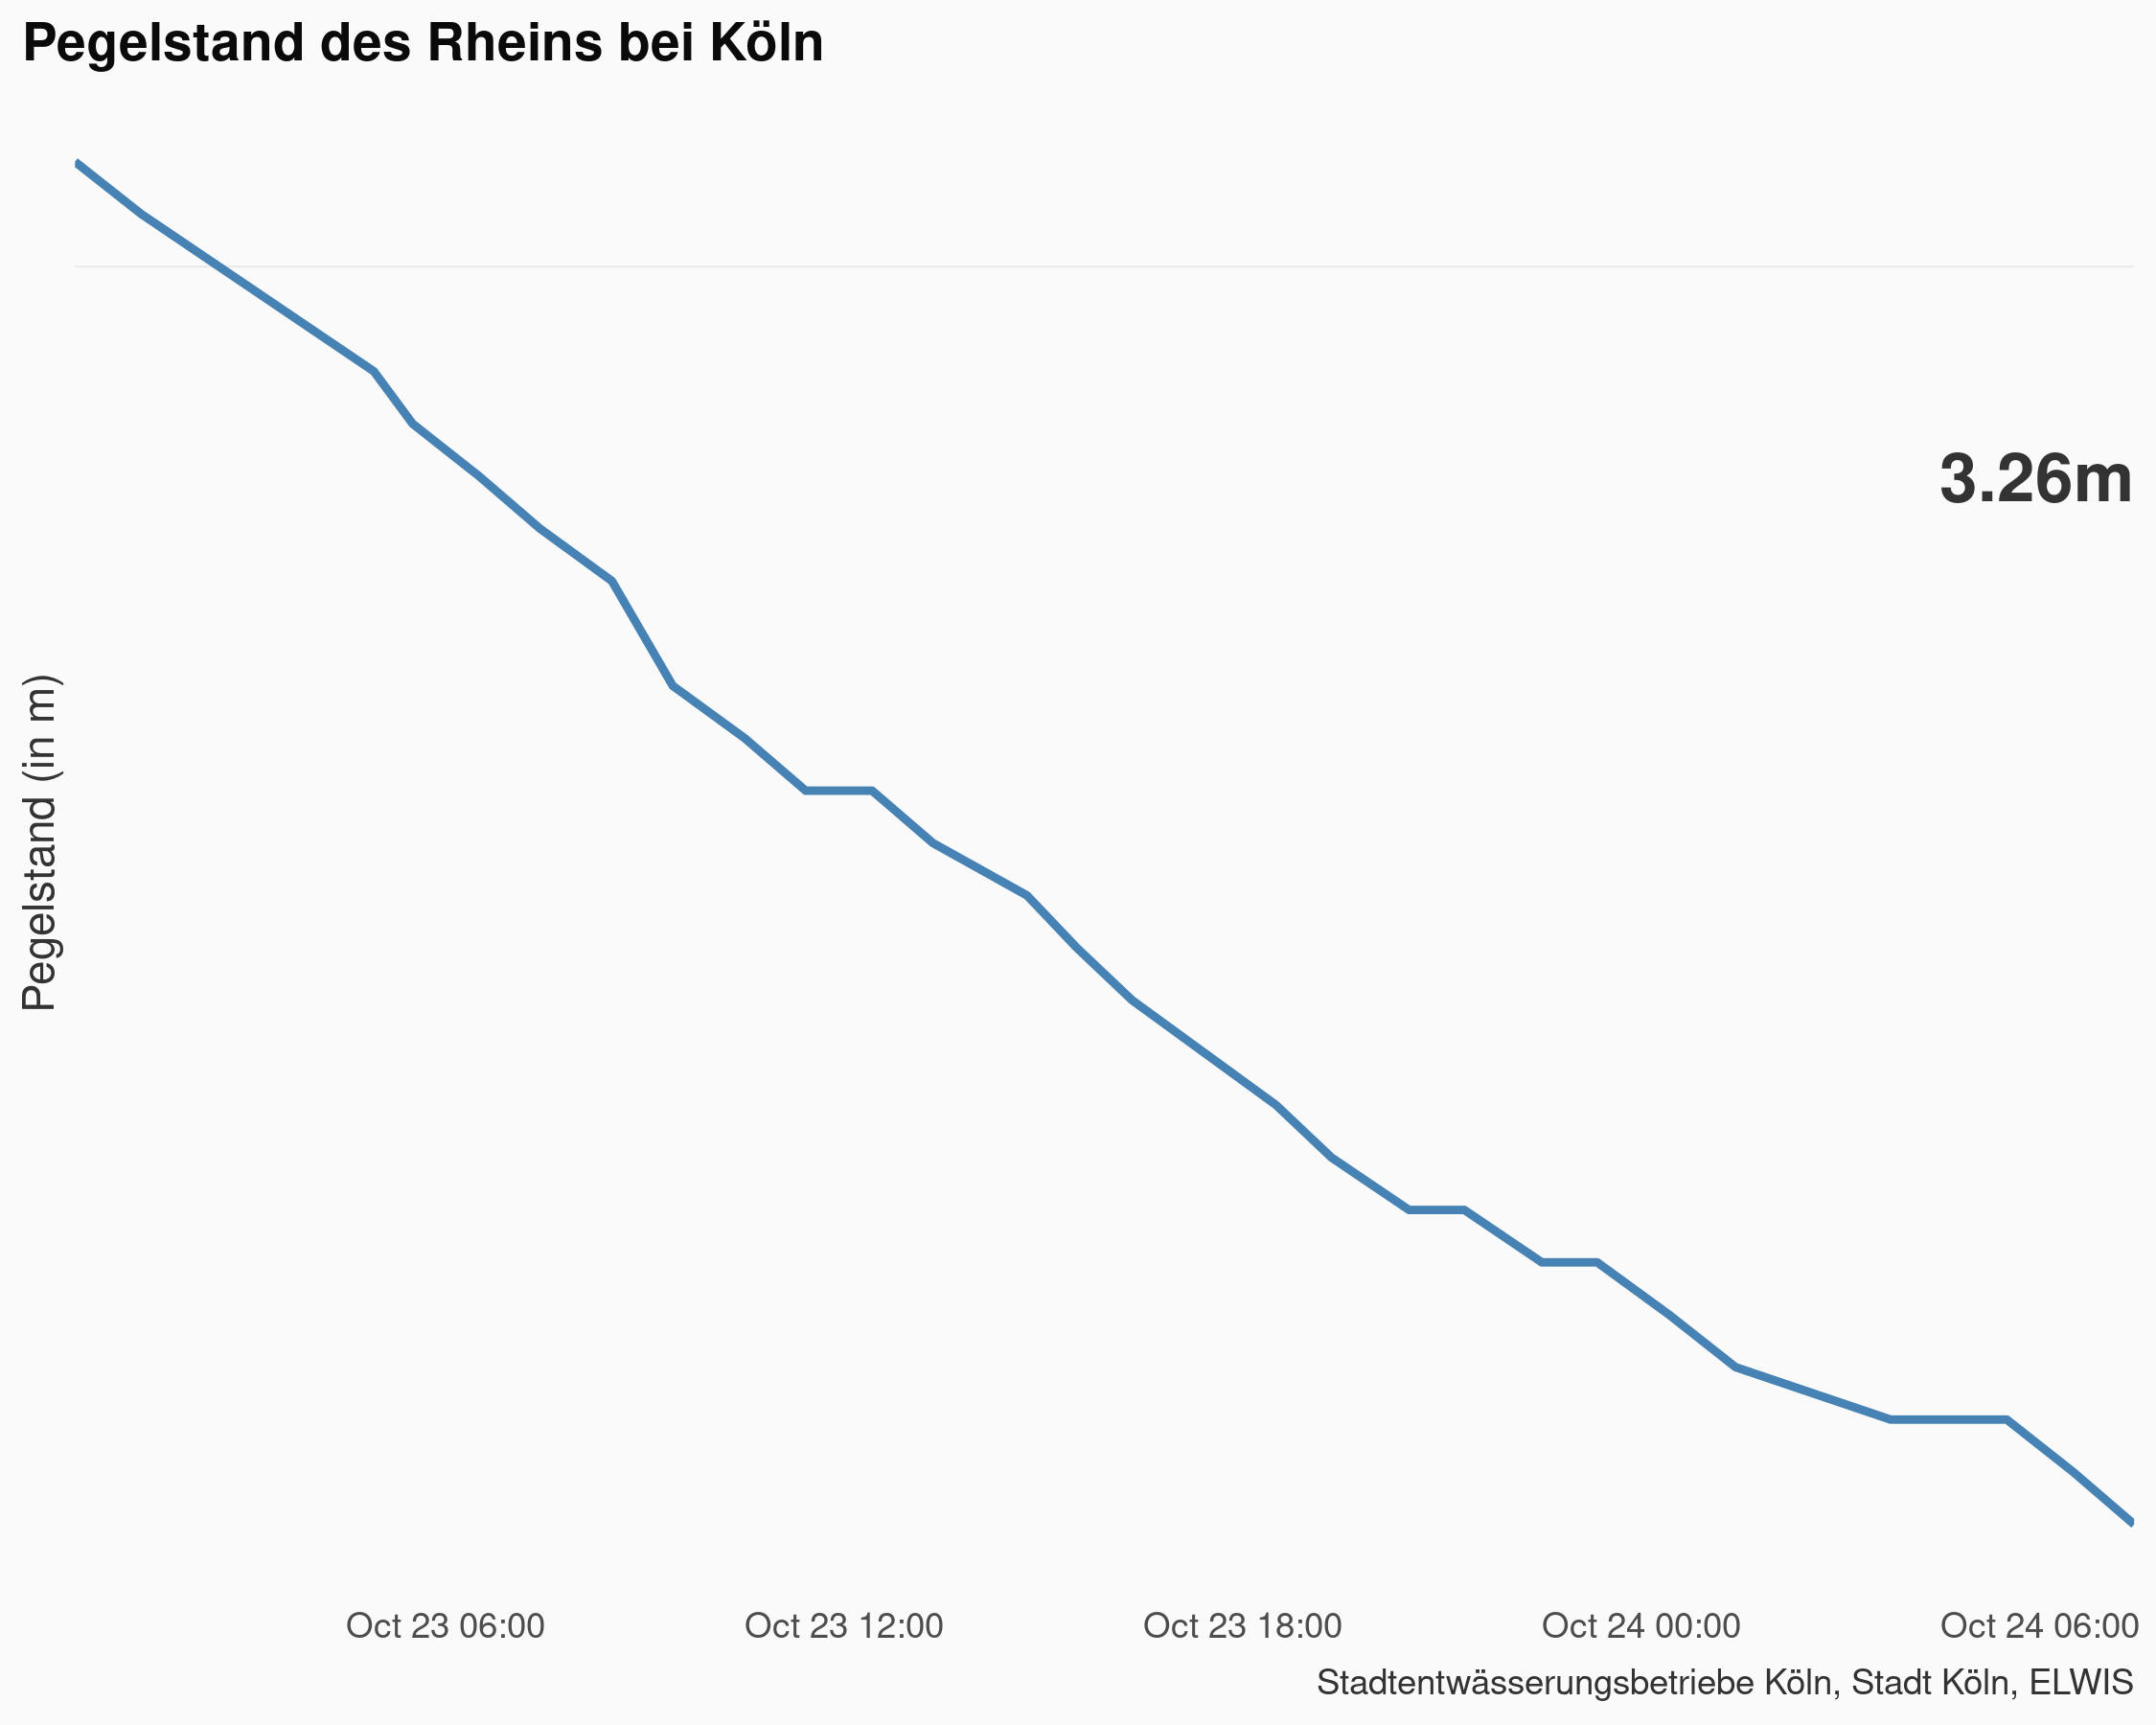 Pegelstand des Rheins bei Köln
3.26m
Pegelstand (in m)
Oct 23 06:00
Oct 23 12:00
Oct 23 18:00
Oct 24 00:00
Oct 24 06:00
Stadtentwässerungsbetriebe Köln, Stadt Köln, ELWIS